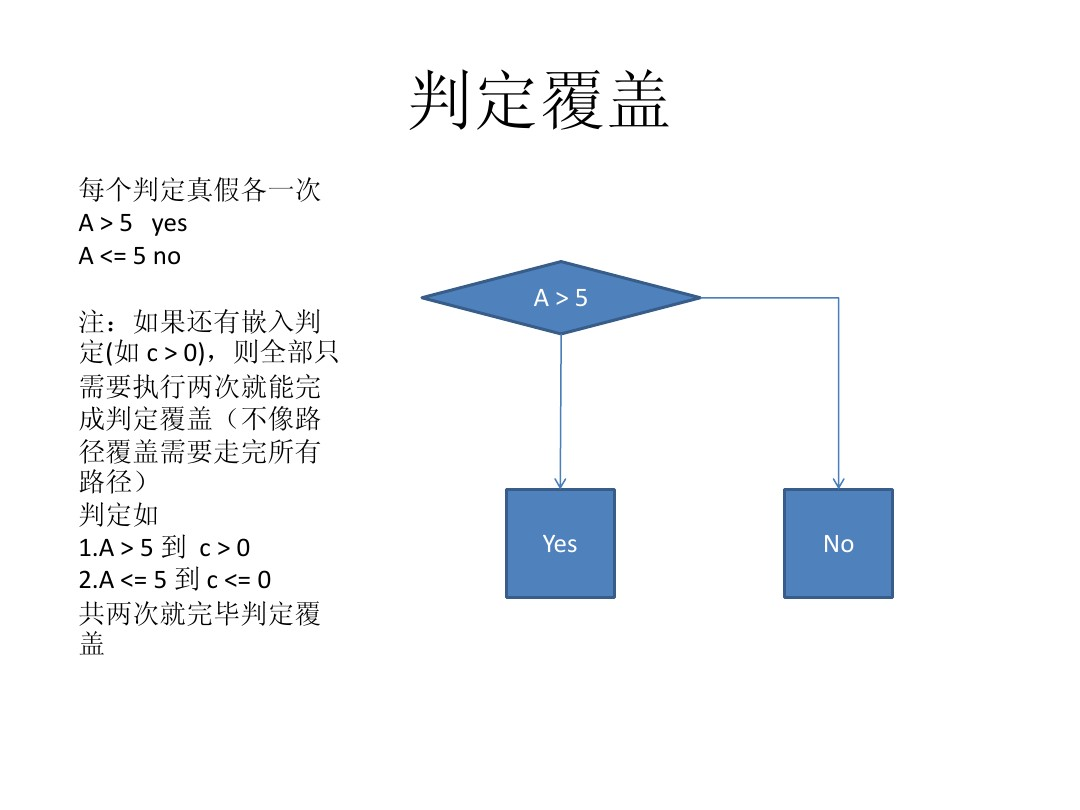 判定覆盖
每个判定真假各一次
A > 5 yes
A <= 5 no
注：如果还有嵌入判
定(如 c > 0)，则全部只
需要执行两次就能完
成判定覆盖（不像路
径覆盖需要走完所有
路径）
判定如
1.A > 5 到 c > 0
2.A <= 5 到 c <= 0
共两次就完毕判定覆
盖
A > 5
Yes
No